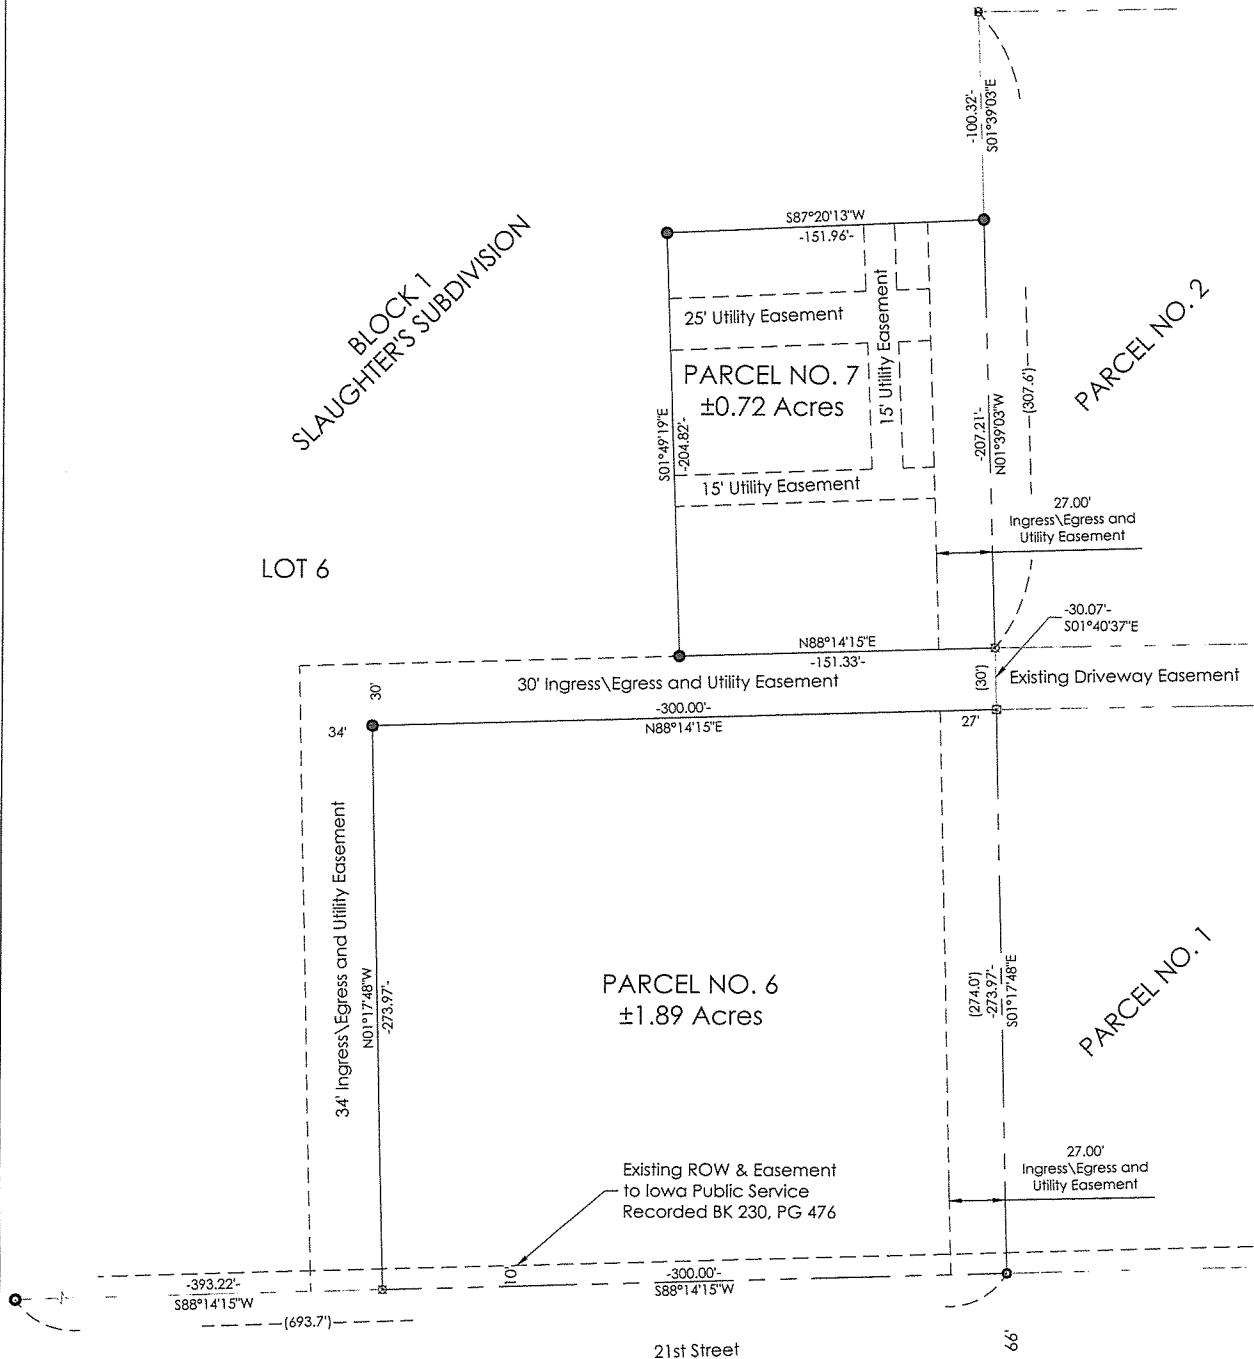 -100.32'-
S01°39'03"E
S87°20'13"W
-151.96'-
BLOCK 1
SLAUGHTER'S SUBDIVISION
25' Utility Easement
15' Utility Easement
PARCEL NO. 2
PARCEL NO. 7
±0.72 Acres
(307.6')
S01°49'19"E
-204.82'-
-207.21'-
N01°39'03"W
15' Utility Easement
27.00'
Ingress\Egress and
Utility Easement
LOT 6
-30.07'-
S01°40'37"E
N88°14'15"E
-151.33'-
30'
30' Ingress\Egress and Utility Easement
(30')
Existing Driveway Easement
34'
-300.00'-
N88°14'15"E
27'
34' Ingress\Egress and Utility Easement
N01°17'48"W
-273.97'-
PARCEL NO. 6
±1.89 Acres
(274.0')
-273.97'-
S01°17'48"E
PARCEL NO. 1
27.00'
Ingress\Egress and
Utility Easement
Existing ROW & Easement
to Iowa Public Service
Recorded BK 230, PG 476
10'
-393.22'-
S88°14'15"W
-300.00'-
S88°14'15"W
(693.7')
21st Street
66'